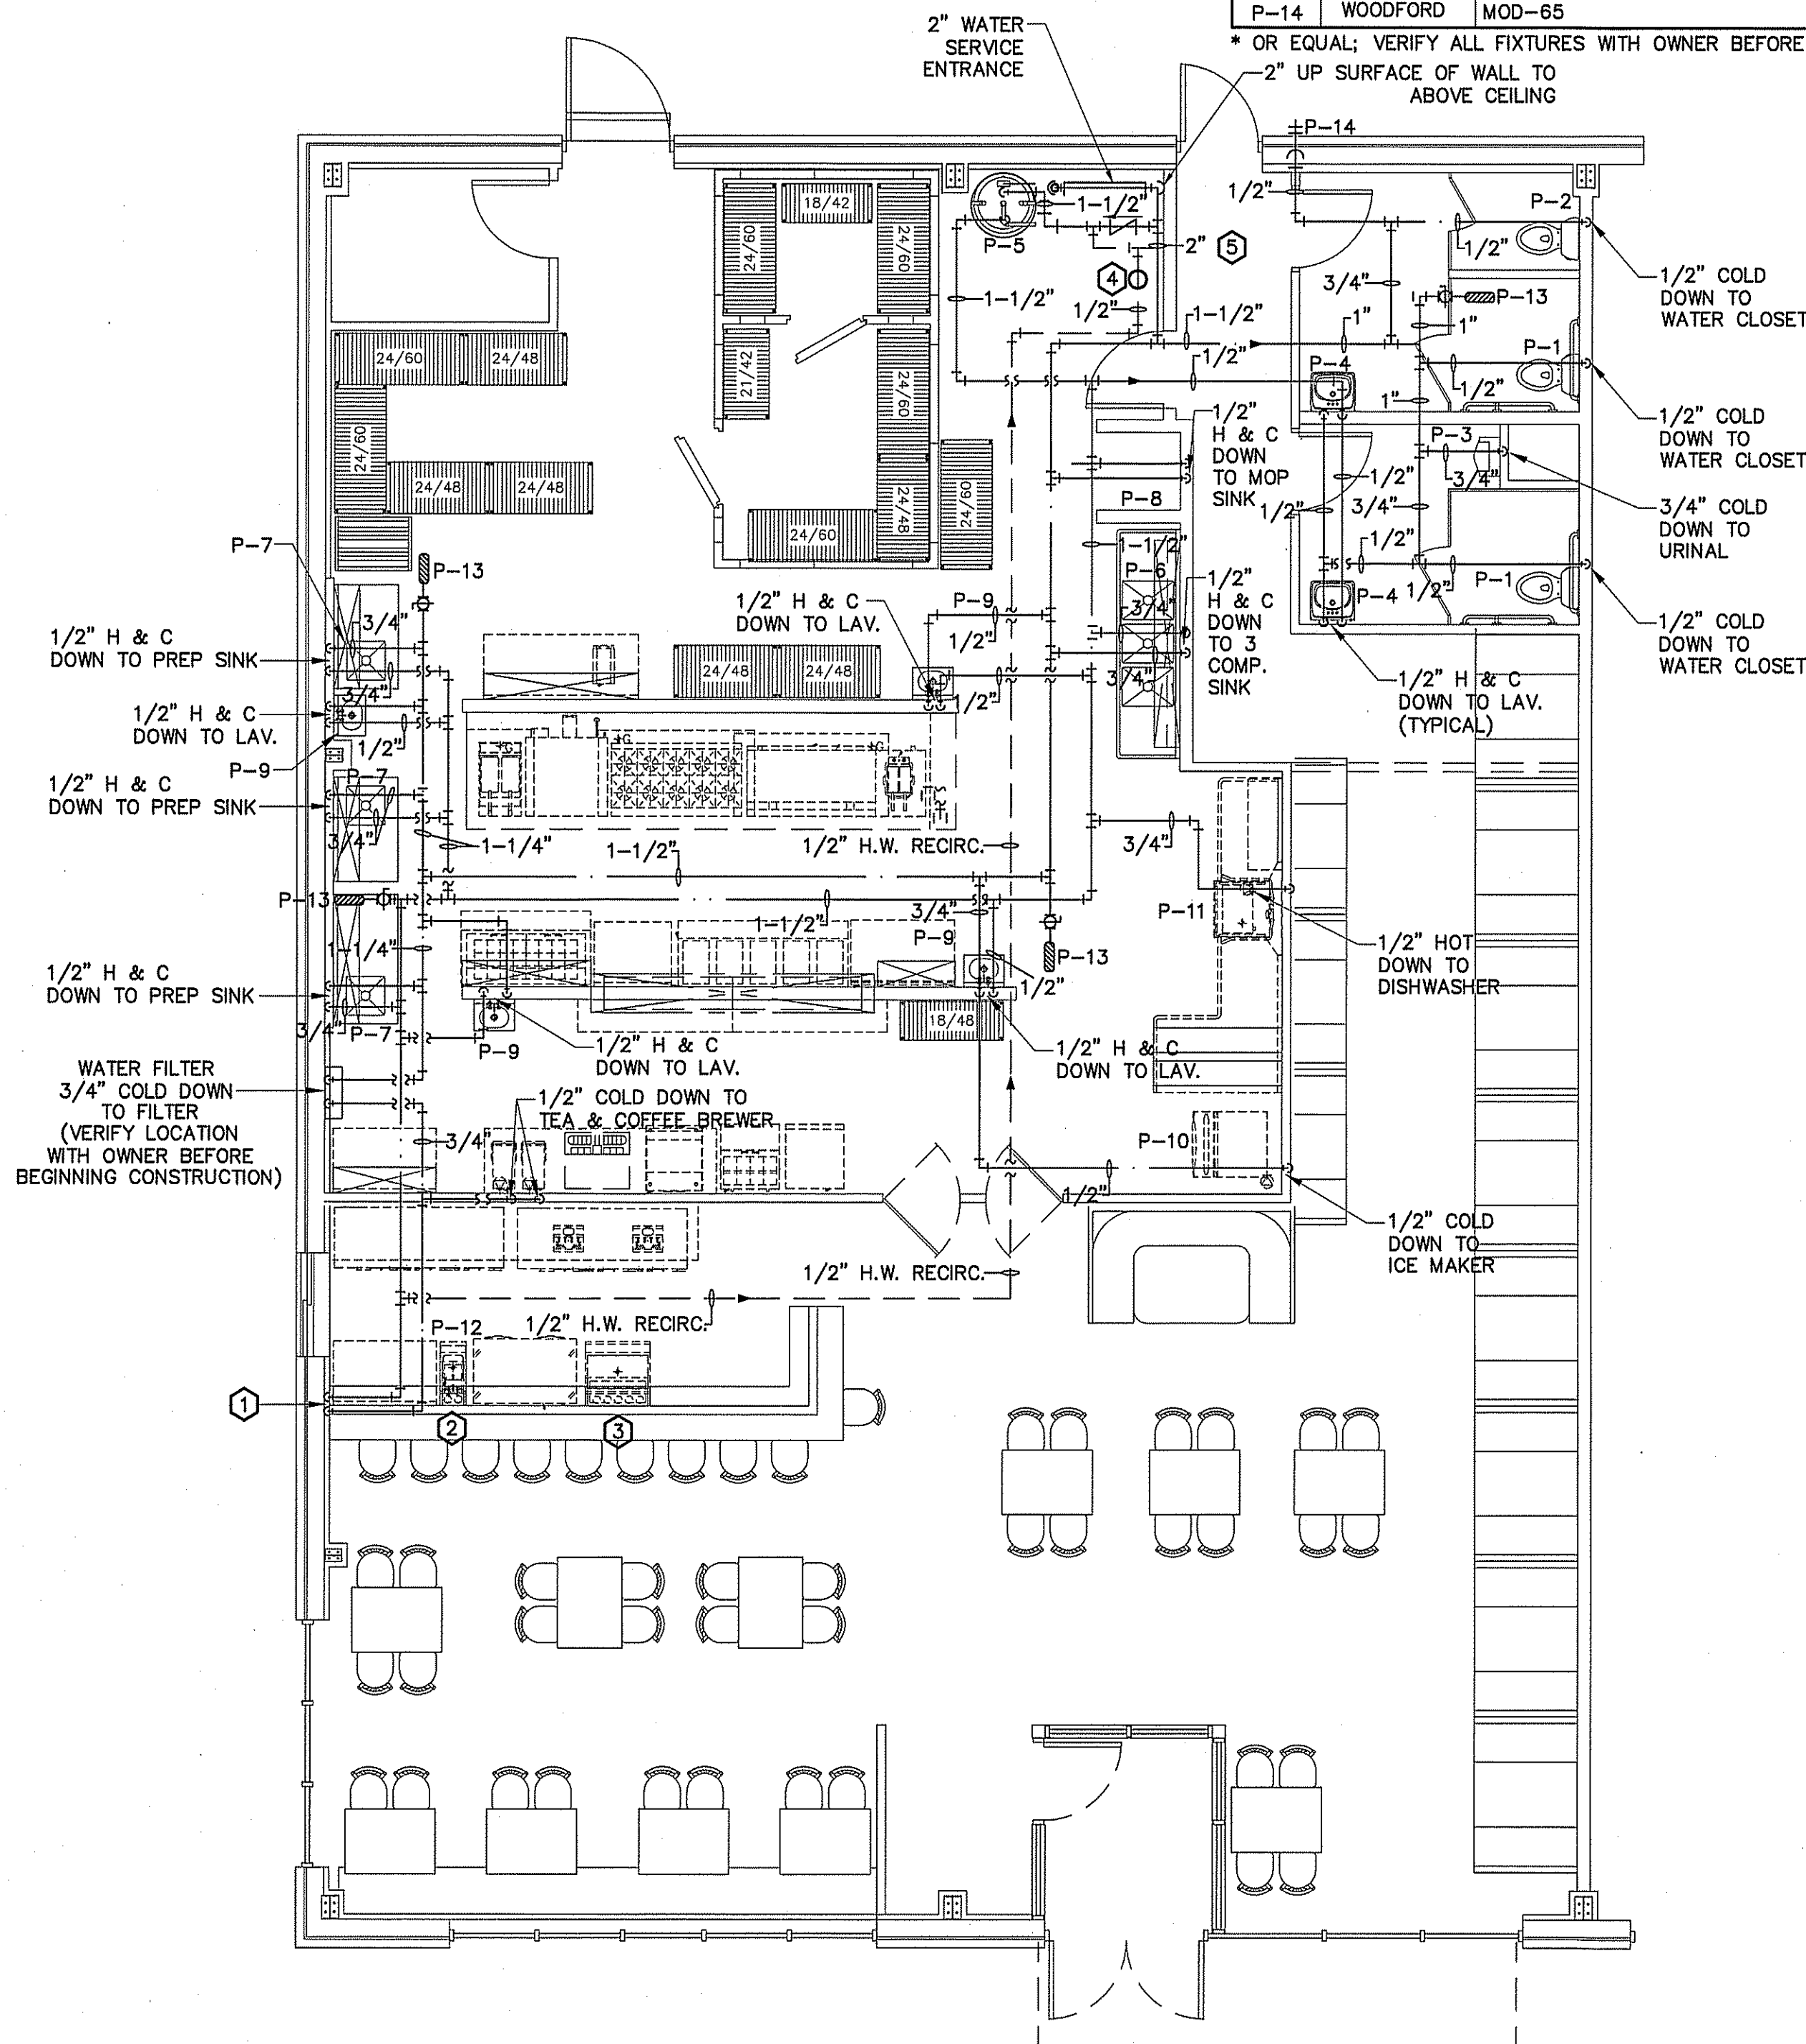 P-14 WOODFORD MOD-65
* OR EQUAL; VERIFY ALL FIXTURES WITH OWNER BEFORE
2" WATER
SERVICE
ENTRANCE
2" UP SURFACE OF WALL TO
ABOVE CEILING
P-14
1/2"
P-2
1/2"
1/2" COLD
DOWN TO
WATER CLOSET
18/42
24/60
24/60
1-1/2"
P-5
2"
5
4
1-1/2"
1/2"
3/4"
P-13
1"
1"
1-1/2"
1/2"
P-4
P-1
1/2"
1"
1/2" COLD
DOWN TO
WATER CLOSET
24/60
24/48
21/42
24/60
24/60
24/48
24/48
24/48
24/60
24/60
1/2"
H & C
DOWN
TO MOP
SINK
P-8
P-3
3/4"
3/4"
1/2"
1/2"
3/4"
3/4" COLD
DOWN TO
URINAL
P-7
P-13
3/4"
1-1/2"
P-6
3/4"
3/4"
1/2"
H & C
DOWN
TO 3
COMP.
SINK
1/2"
P-4
1/2"
P-1
1/2" COLD
DOWN TO
WATER CLOSET
1/2" H & C
DOWN TO LAV.
P-9
1/2"
1/2"
1/2" H & C
DOWN TO PREP SINK
3/4"
24/48
24/48
1/2" H & C
DOWN TO LAV.
(TYPICAL)
1/2" H & C
DOWN TO LAV.
1/2"
P-9
G
G
1/2" H & C
DOWN TO PREP SINK
P-7
3/4"
1-1/4"
1-1/2"
1/2" H.W. RECIRC.
3/4"
P-13
1-1/2"
3/4"
P-9
P-11
1-1/4"
1/2"
P-13
1/2" HOT
DOWN TO
DISHWASHER
1/2" H & C
DOWN TO PREP SINK
3/4"
P-7
P-9
18/48
1/2" H & C
DOWN TO LAV.
1/2" H & C
DOWN TO LAV.
WATER FILTER
3/4" COLD DOWN
TO FILTER
(VERIFY LOCATION
WITH OWNER BEFORE
BEGINNING CONSTRUCTION)
1/2" COLD DOWN TO
TEA & COFFEE BREWER
3/4"
P-10
1/2"
1/2" COLD
DOWN TO
ICE MAKER
1/2" H.W. RECIRC.
P-12
1/2" H.W. RECIRC.
1
2
3